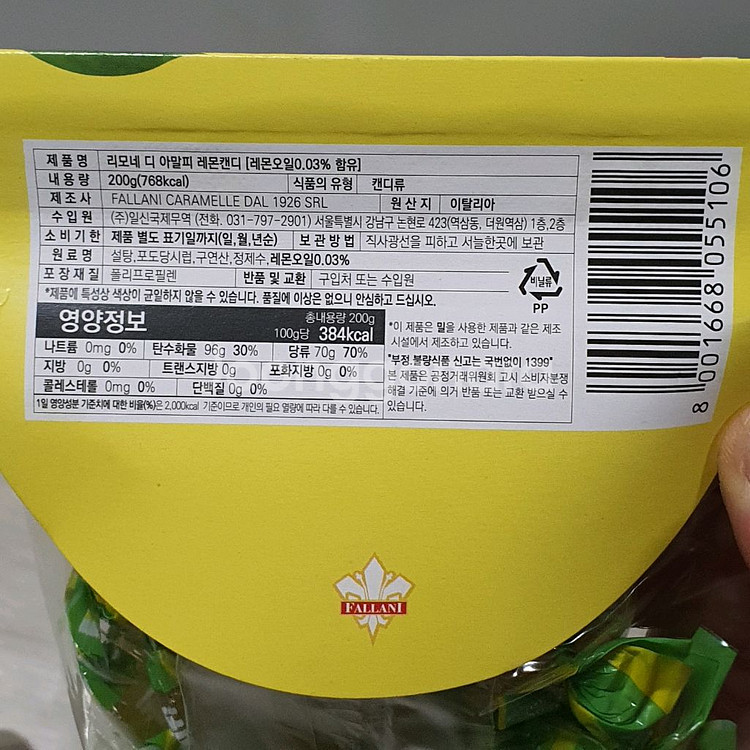 제 품 명 리모네 디 아말피 레몬캔디 [레몬오일0.03% 함유]
내 용 량 200g(768kcal) 식품의 유형 캔디류
제 조 사 FALLANI CARAMELLE DAL 1926 SRL 원 산 지 이탈리아
수 입 원 (주)일신국제무역 (전화. 031-797-2901) 서울특별시 강남구 논현로 423(역삼동, 더원역삼) 1층,2층
소 비 기 한 제품 별도 표기일까지(일,월,년순) 보 관 방 법 직사광선을 피하고 서늘한곳에 보관
원 료 명 설탕,포도당시럽,구연산,정제수,레몬오일0.03%
포 장 재 질 폴리프로필렌 반품 및 교환 구입처 또는 수입원
*제품에 특성상 색상이 균일하지 않을 수 있습니다. 품질에 이상은 없으니 안심하고 드십시오.
비닐류
PP
영양정보 총내용량 200g
100g당 384kcal
나트륨 0mg 0% 탄수화물 96g 30% 당류 70g 70%
지방 0g 0% 트랜스지방 0g 포화지방 0g 0%
콜레스테롤 0mg 0% 단백질 0g 0%
1일 영양성분 기준치에 대한 비율(%)은 2,000kcal 기준이므로 개인의 필요 열량에 따라 다를 수 있습니다.
*이 제품은 밀을 사용한 제품과 같은 제조
시설에서 제조하고 있습니다.
*부정.불량식품 신고는 국번없이 1399*
본 제품은 공정거래위원회 고시 소비자분쟁
해결 기준에 의거 반품 또는 교환 받으실 수
있습니다.
8 001668 055106
FALLANI